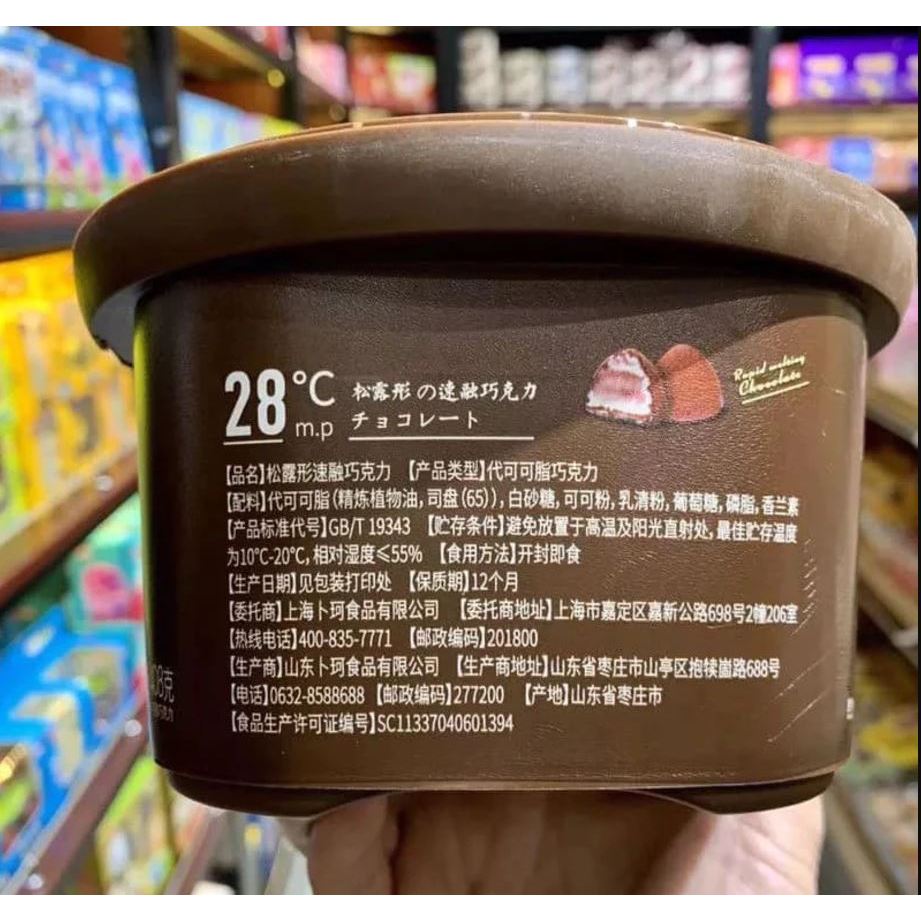 28°C m.p
松露形の速融巧克力
チョコレート
Rapid melting
Chocolate
【品名】松露形速融巧克力 【产品类型】代可可脂巧克力
【配料】代可可脂(精炼植物油,司盘(65)),白砂糖,可可粉,乳清粉,葡萄糖,磷脂,香兰素
【产品标准代号】GB/T 19343 【贮存条件】避免放置于高温及阳光直射处,最佳贮存温度
为10°C-20°C,相对湿度≤55% 【食用方法】开封即食
【生产日期】见包装打印处 【保质期】12个月
【委托商】上海卜珂食品有限公司 【委托商地址】上海市嘉定区嘉新公路698号2幢206室
【热线电话】400-835-7771 【邮政编码】201800
【生产商】山东卜珂食品有限公司 【生产商地址】山东省枣庄市山亭区抱犊崮路688号
【电话】0632-8588688 【邮政编码】277200 【产地】山东省枣庄市
【食品生产许可证编号】SC11337040601394